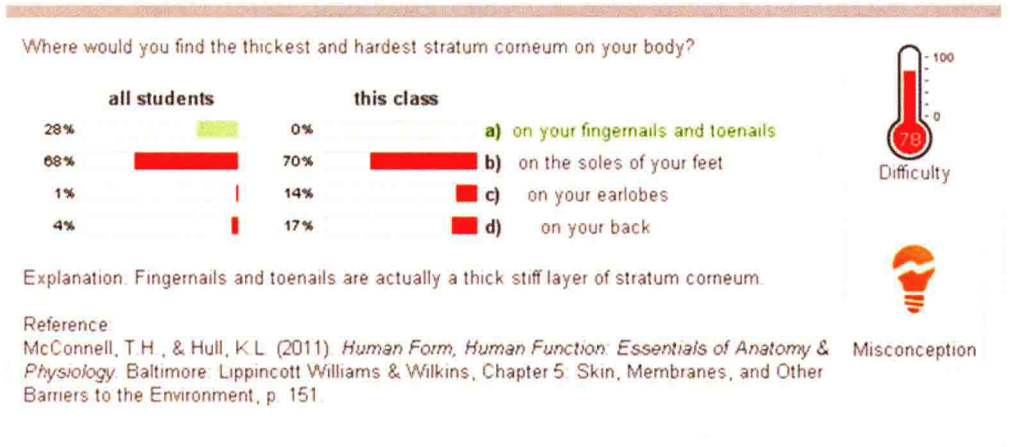 Where would you find the thickest and hardest stratum corneum on your body?
100
0
78
Difficulty
all students this class
28% 0% a) on your fingernails and toenails
68% 70% b) on the soles of your feet
1% 14% c) on your earlobes
4% 17% d) on your back
Explanation. Fingernails and toenails are actually a thick stiff layer of stratum corneum.
Reference
McConnell, T.H., & Hull, K.L. (2011). Human Form, Human Function: Essentials of Anatomy &
Physiology. Baltimore: Lippincott Williams & Wilkins, Chapter 5: Skin, Membranes, and Other
Barriers to the Environment, p. 151.
Misconception